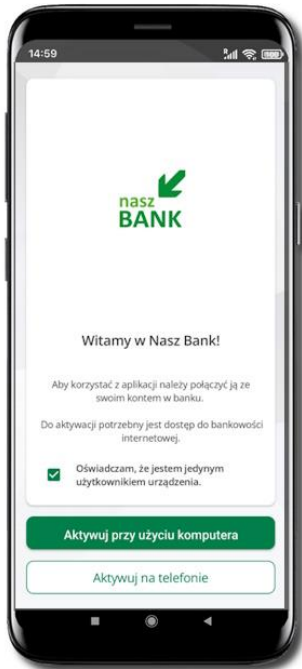 14:59
nasz
BANK
Witamy w Nasz Bank!
Aby korzystać z aplikacji należy połączyć ją ze
swoim kontem w banku.
Do aktywacji potrzebny jest dostęp do bankowości
internetowej.
Oświadczam, że jestem jedynym
użytkownikiem urządzenia.
Aktywuj przy użyciu komputera
Aktywuj na telefonie